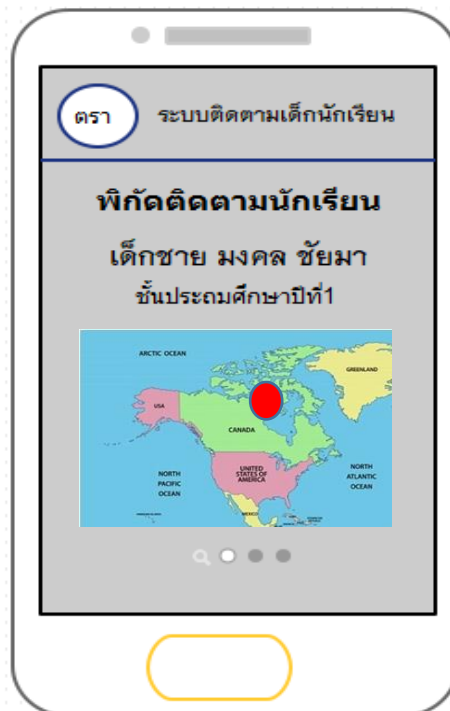 ตรา
ระบบติดตามเด็กนักเรียน
พิกัดติดตามนักเรียน
เด็กชาย มงคล ชัยมา
ชั้นประถมศึกษาปีที่1
ARCTIC OCEAN
GREENLAND
USA
CANADA
UNITED
STATES OF
AMERICA
NORTH
PACIFIC
OCEAN
NORTH
ATLANTIC
OCEAN
MEXICO